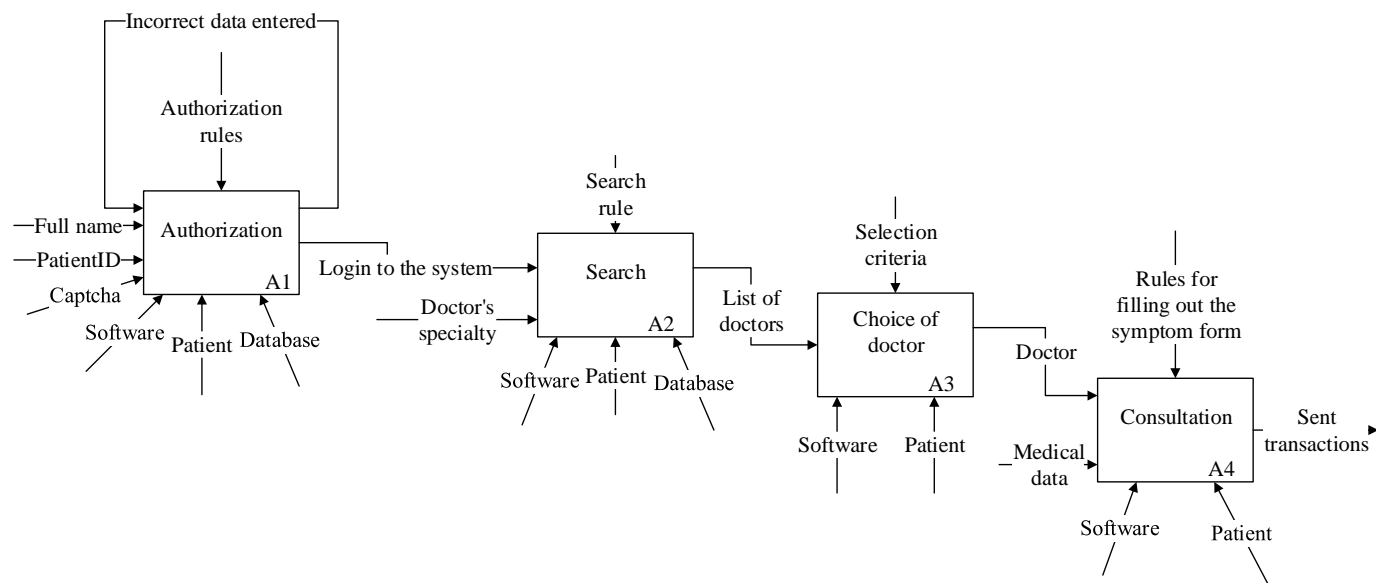 Incorrect data entered
Authorization
rules
Full name
PatientID
Captcha
Authorization
A1
Software
Patient
Database
Login to the system
Doctor's
specialty
Search
rule
Search
A2
Software
Patient
Database
List of
doctors
Selection
criteria
Choice of
doctor
A3
Software
Patient
Doctor
Medical
data
Rules for
filling out the
symptom form
Consultation
A4
Software
Patient
Sent
transactions